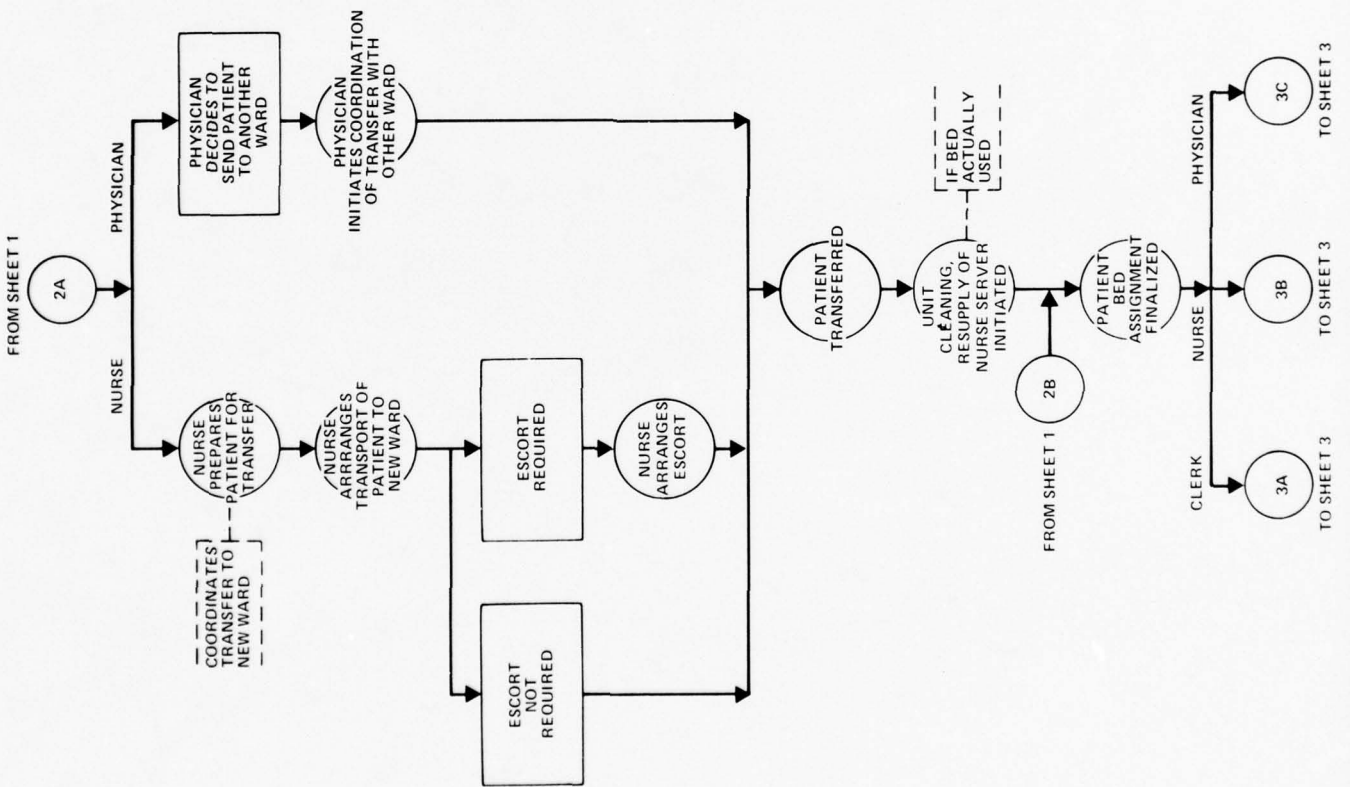 FROM SHEET 1
2A
NURSE
PHYSICIAN
COORDINATES
TRANSFER TO
NEW WARD
NURSE
PREPARES
PATIENT FOR
TRANSFER
PHYSICIAN
DECIDES TO
SEND PATIENT
TO ANOTHER
WARD
NURSE
ARRRANGES
TRANSPORT OF
PATIENT TO
NEW WARD
PHYSICIAN
INITIATES COORDINATION
OF TRANSFER WITH
OTHER WARD
ESCORT
NOT
REQUIRED
ESCORT
REQUIRED
NURSE
ARRANGES
ESCORT
PATIENT
TRANSFERRED
UNIT
CLEANING,
RESUPPLY OF
NURSE SERVER
INITIATED
IF BED
ACTUALLY
USED
FROM SHEET 1
2B
PATIENT
BED
ASSIGNMENT
FINALIZED
CLERK
NURSE
PHYSICIAN
3A
3B
3C
TO SHEET 3
TO SHEET 3
TO SHEET 3